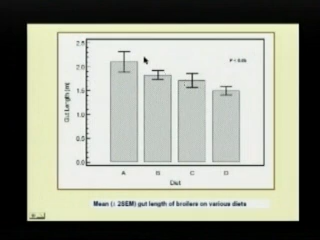 2.5
2.0
1.5
1.0
0.5
0.0
Gut Length (m)
A B C D
Diet
Mean (± 2SEM) gut length of broilers on various diets